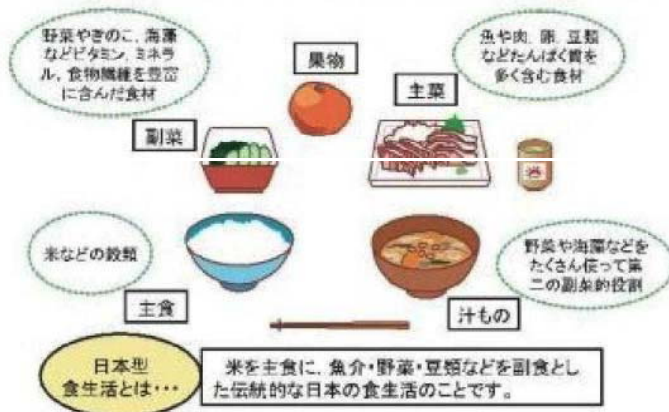 野菜やきのこ、海藻
などビタミン、ミネラ
ル、食物繊維を豊富
に含んだ食材
果物
魚や肉、卵、豆類
などたんぱく質を
多く含む食材
主菜
副菜
米などの穀類
野菜や海藻などを
たくさん使って第
二の副菜的役割
主食
汁もの
日本型
食生活とは・・・
米を主食に、魚介・野菜・豆類などを副食とし
た伝統的な日本の食生活のことです。